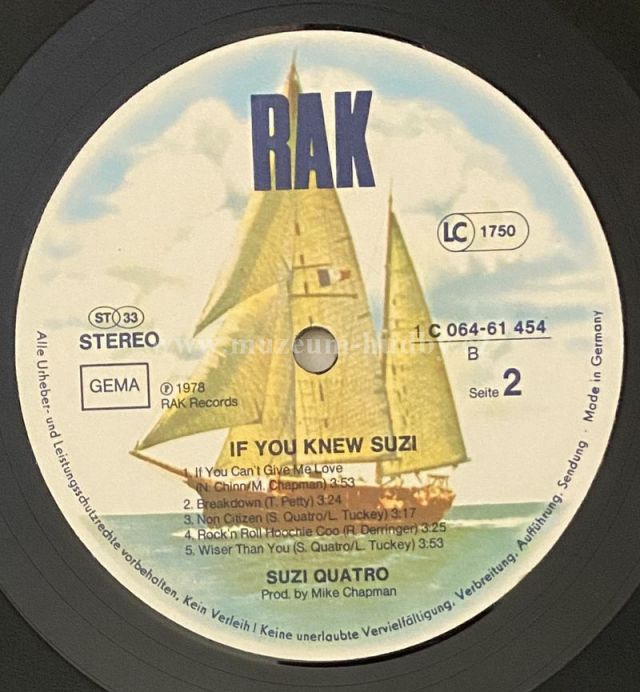 RAK
LC 1750
ST 33
STEREO
GEMA
℗ 1978
RAK Records
1 C 064-61 454
B
Seite 2
IF YOU KNEW SUZI
1. If You Can't Give Me Love
(N. Chinn/M. Chapman) 3:53
2. Breakdown (T. Petty) 3:24
3. Non Citizen (S. Quatro/L. Tuckey) 3:17
4. Rock'n Roll Hoochie Coo (R. Derringer) 3:25
5. Wiser Than You (S. Quatro/L. Tuckey) 3:53
SUZI QUATRO
Prod. by Mike Chapman
Alle Urheber- und Leistungsschutzrechte vorbehalten. Kein Verleih! Keine unerlaubte Vervielfältigung, Verbreitung, Aufführung, Sendung · Made in Germany